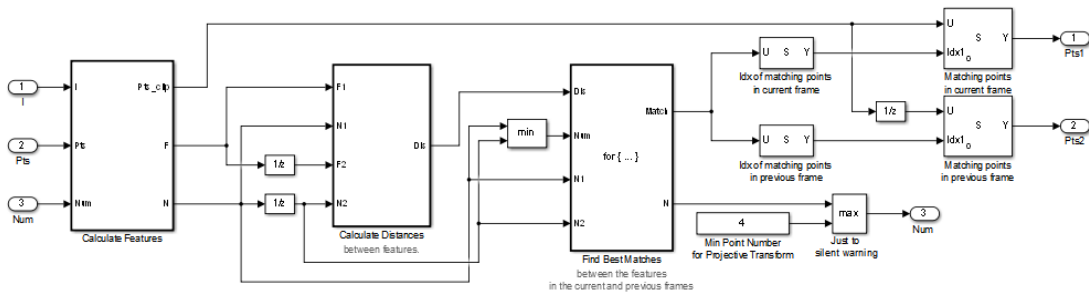 1
I
2
Pts
3
Num
I
Pts
Num
Pts_clip
F
N
Calculate Features
1/z
1/z
F1
N1
F2
N2
Dis
Calculate Distances
between features.
min
Dis
Num
N1
N2
Match
for { ... }
N
Find Best Matches
between the features
in the current and previous frames
U S Y
Idx of matching points
in current frame
U S Y
Idx of matching points
in previous frame
4
Min Point Number
for Projective Transform
max
Just to
silent warning
1/z
U
S Y
Idx1
o
Matching points
in current frame
U
S Y
Idx1
o
Matching points
in previous frame
1
Pts1
2
Pts2
3
Num